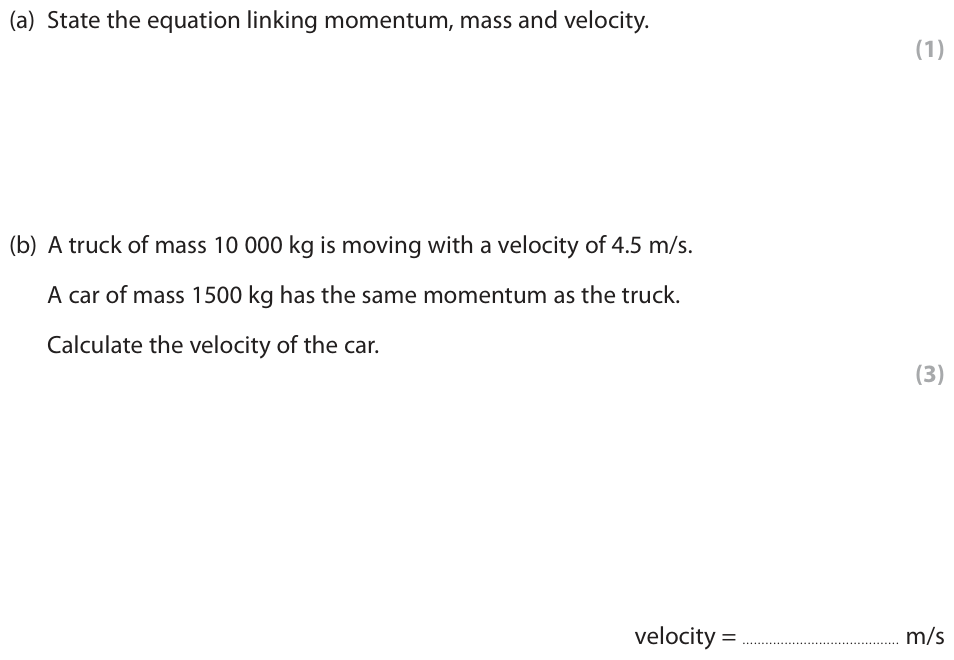 (a) State the equation linking momentum, mass and velocity.
(1)
(b) A truck of mass 10 000 kg is moving with a velocity of 4.5 m/s.
A car of mass 1500 kg has the same momentum as the truck.
Calculate the velocity of the car.
(3)
velocity = ........................................ m/s